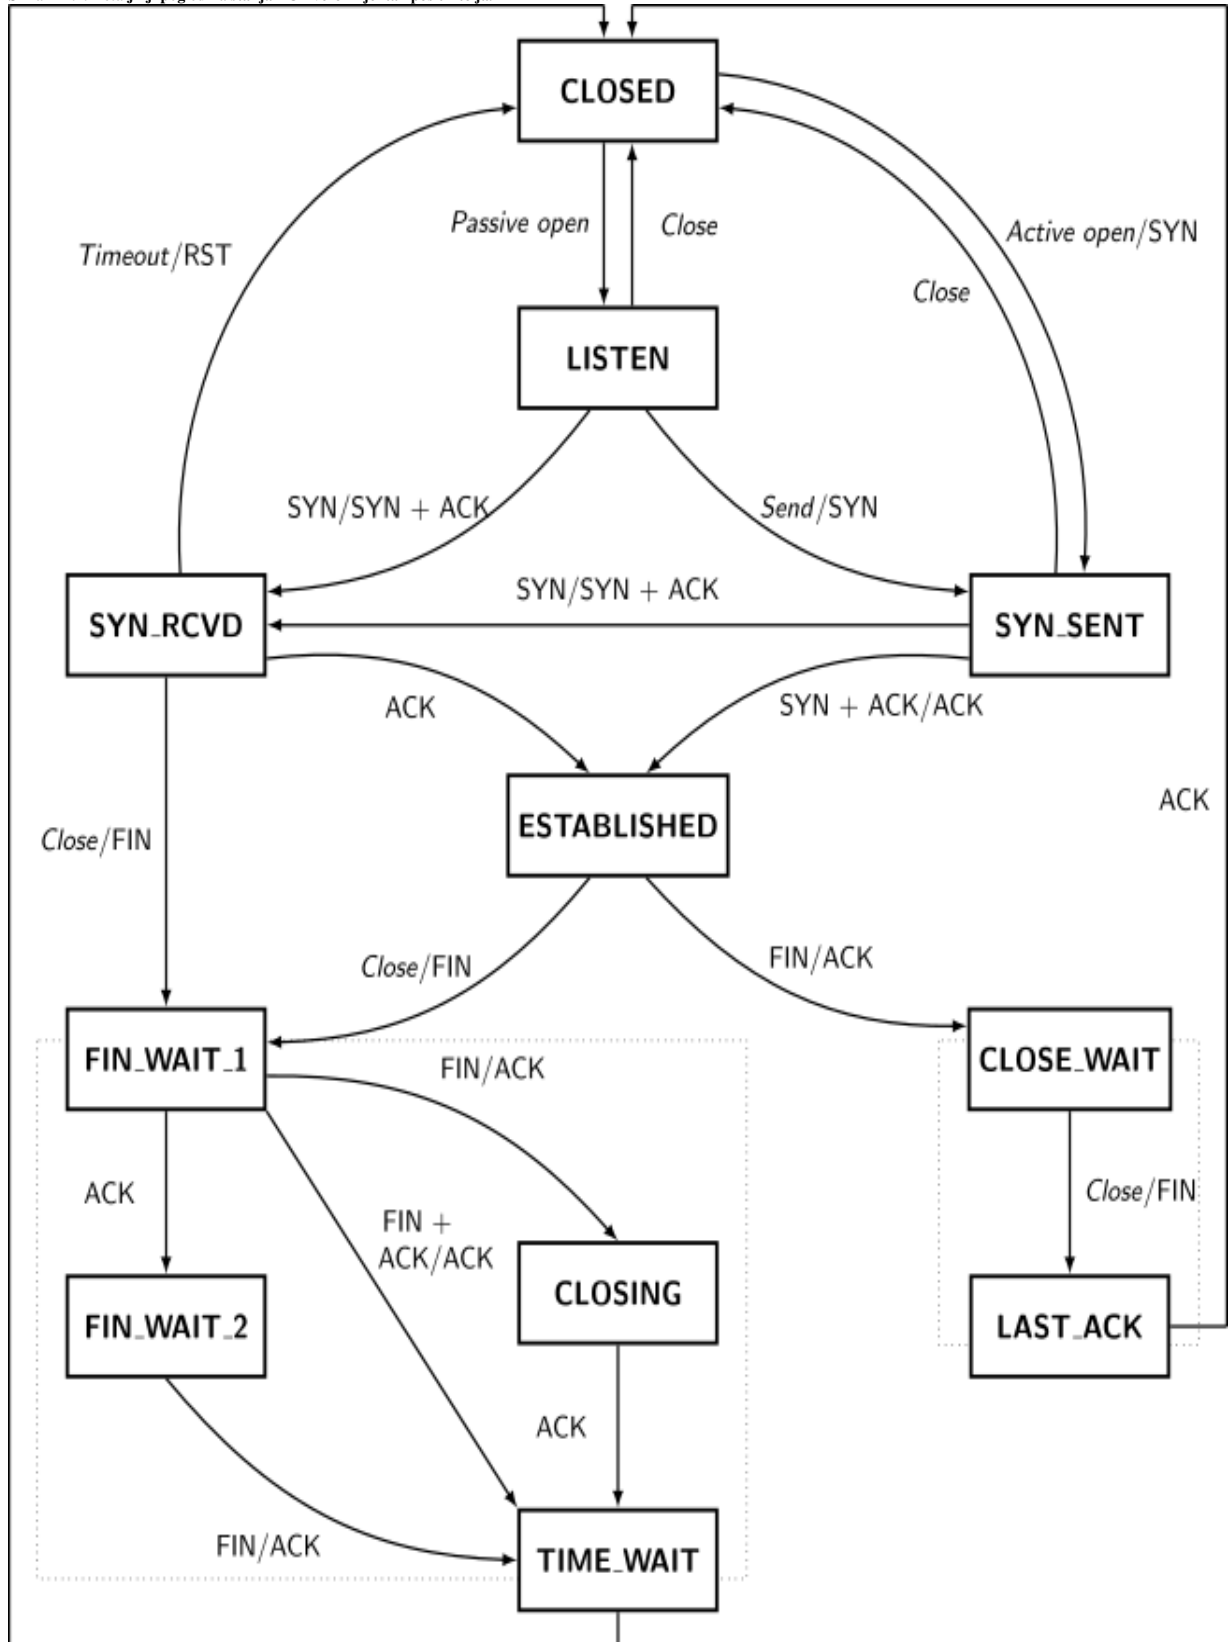 CLOSED
Passive open
Close
Active open/SYN
Timeout/RST
Close
LISTEN
SYN/SYN + ACK
Send/SYN
SYN/SYN + ACK
SYN_RCVD
SYN_SENT
ACK
SYN + ACK/ACK
ACK
ESTABLISHED
Close/FIN
Close/FIN
FIN/ACK
FIN_WAIT_1
CLOSE_WAIT
FIN/ACK
ACK
Close/FIN
FIN +
ACK/ACK
CLOSING
FIN_WAIT_2
LAST_ACK
ACK
FIN/ACK
TIME_WAIT